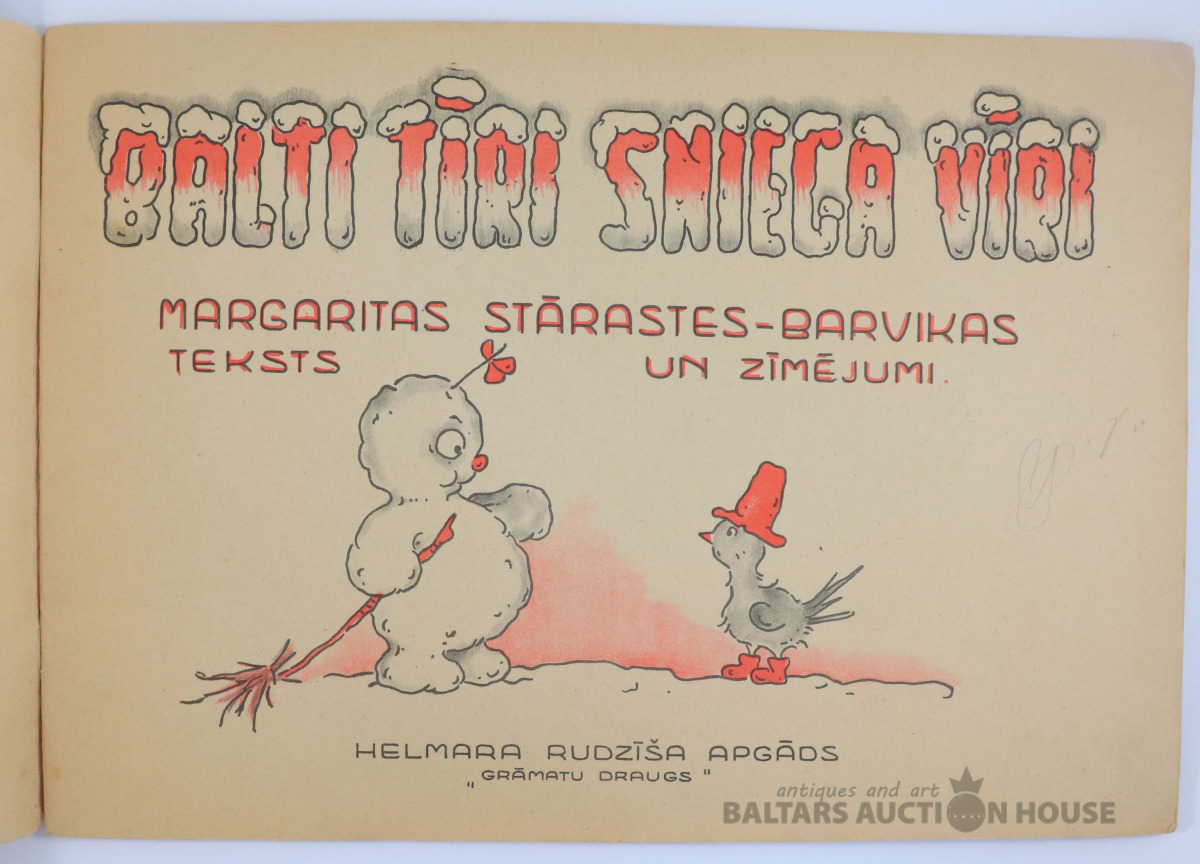 BALTI TĪRI SNIEGA VĪRI
MARGARITAS STĀRASTES-BARVIKAS
TEKSTS UN ZĪMĒJUMI.
HELMARA RUDZĪŠA APGĀDS
„GRĀMATU DRAUGS"
antiques and art
BALTARS AUCTION HOUSE